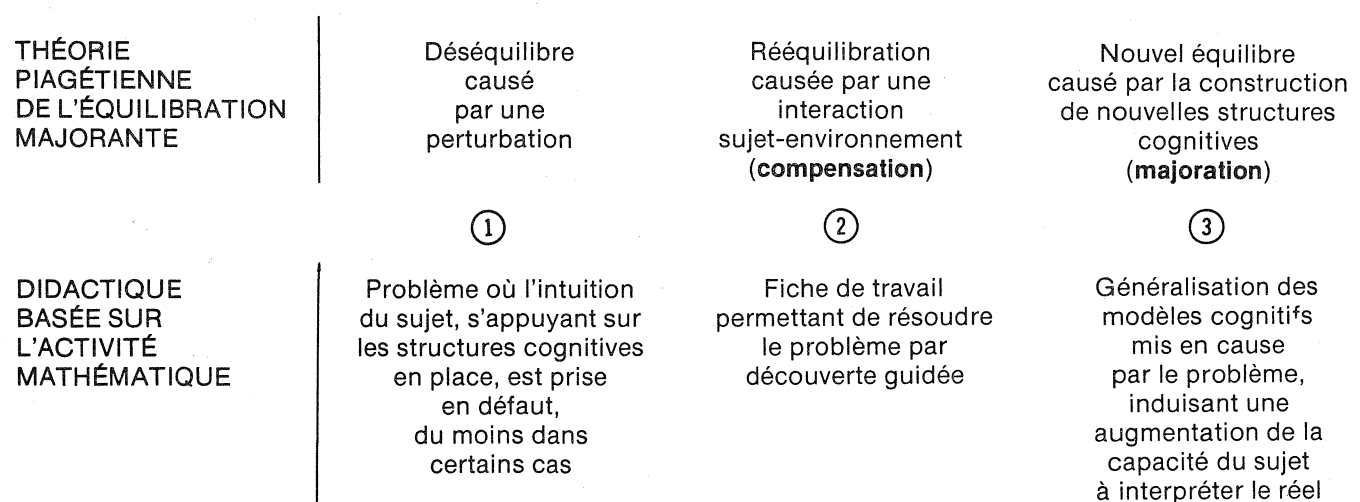 THÉORIE
PIAGÉTIENNE
DE L'ÉQUILIBRATION
MAJORANTE
Déséquilibre
causé
par une
perturbation
Rééquilibration
causée par une
interaction
sujet-environnement
(compensation)
Nouvel équilibre
causé par la construction
de nouvelles structures
cognitives
(majoration)
1
2
3
DIDACTIQUE
BASÉE SUR
L'ACTIVITÉ
MATHÉMATIQUE
Problème où l'intuition
du sujet, s'appuyant sur
les structures cognitives
en place, est prise
en défaut,
du moins dans
certains cas
Fiche de travail
permettant de résoudre
le problème par
découverte guidée
Généralisation des
modèles cognitifs
mis en cause
par le problème,
induisant une
augmentation de la
capacité du sujet
à interpréter le réel